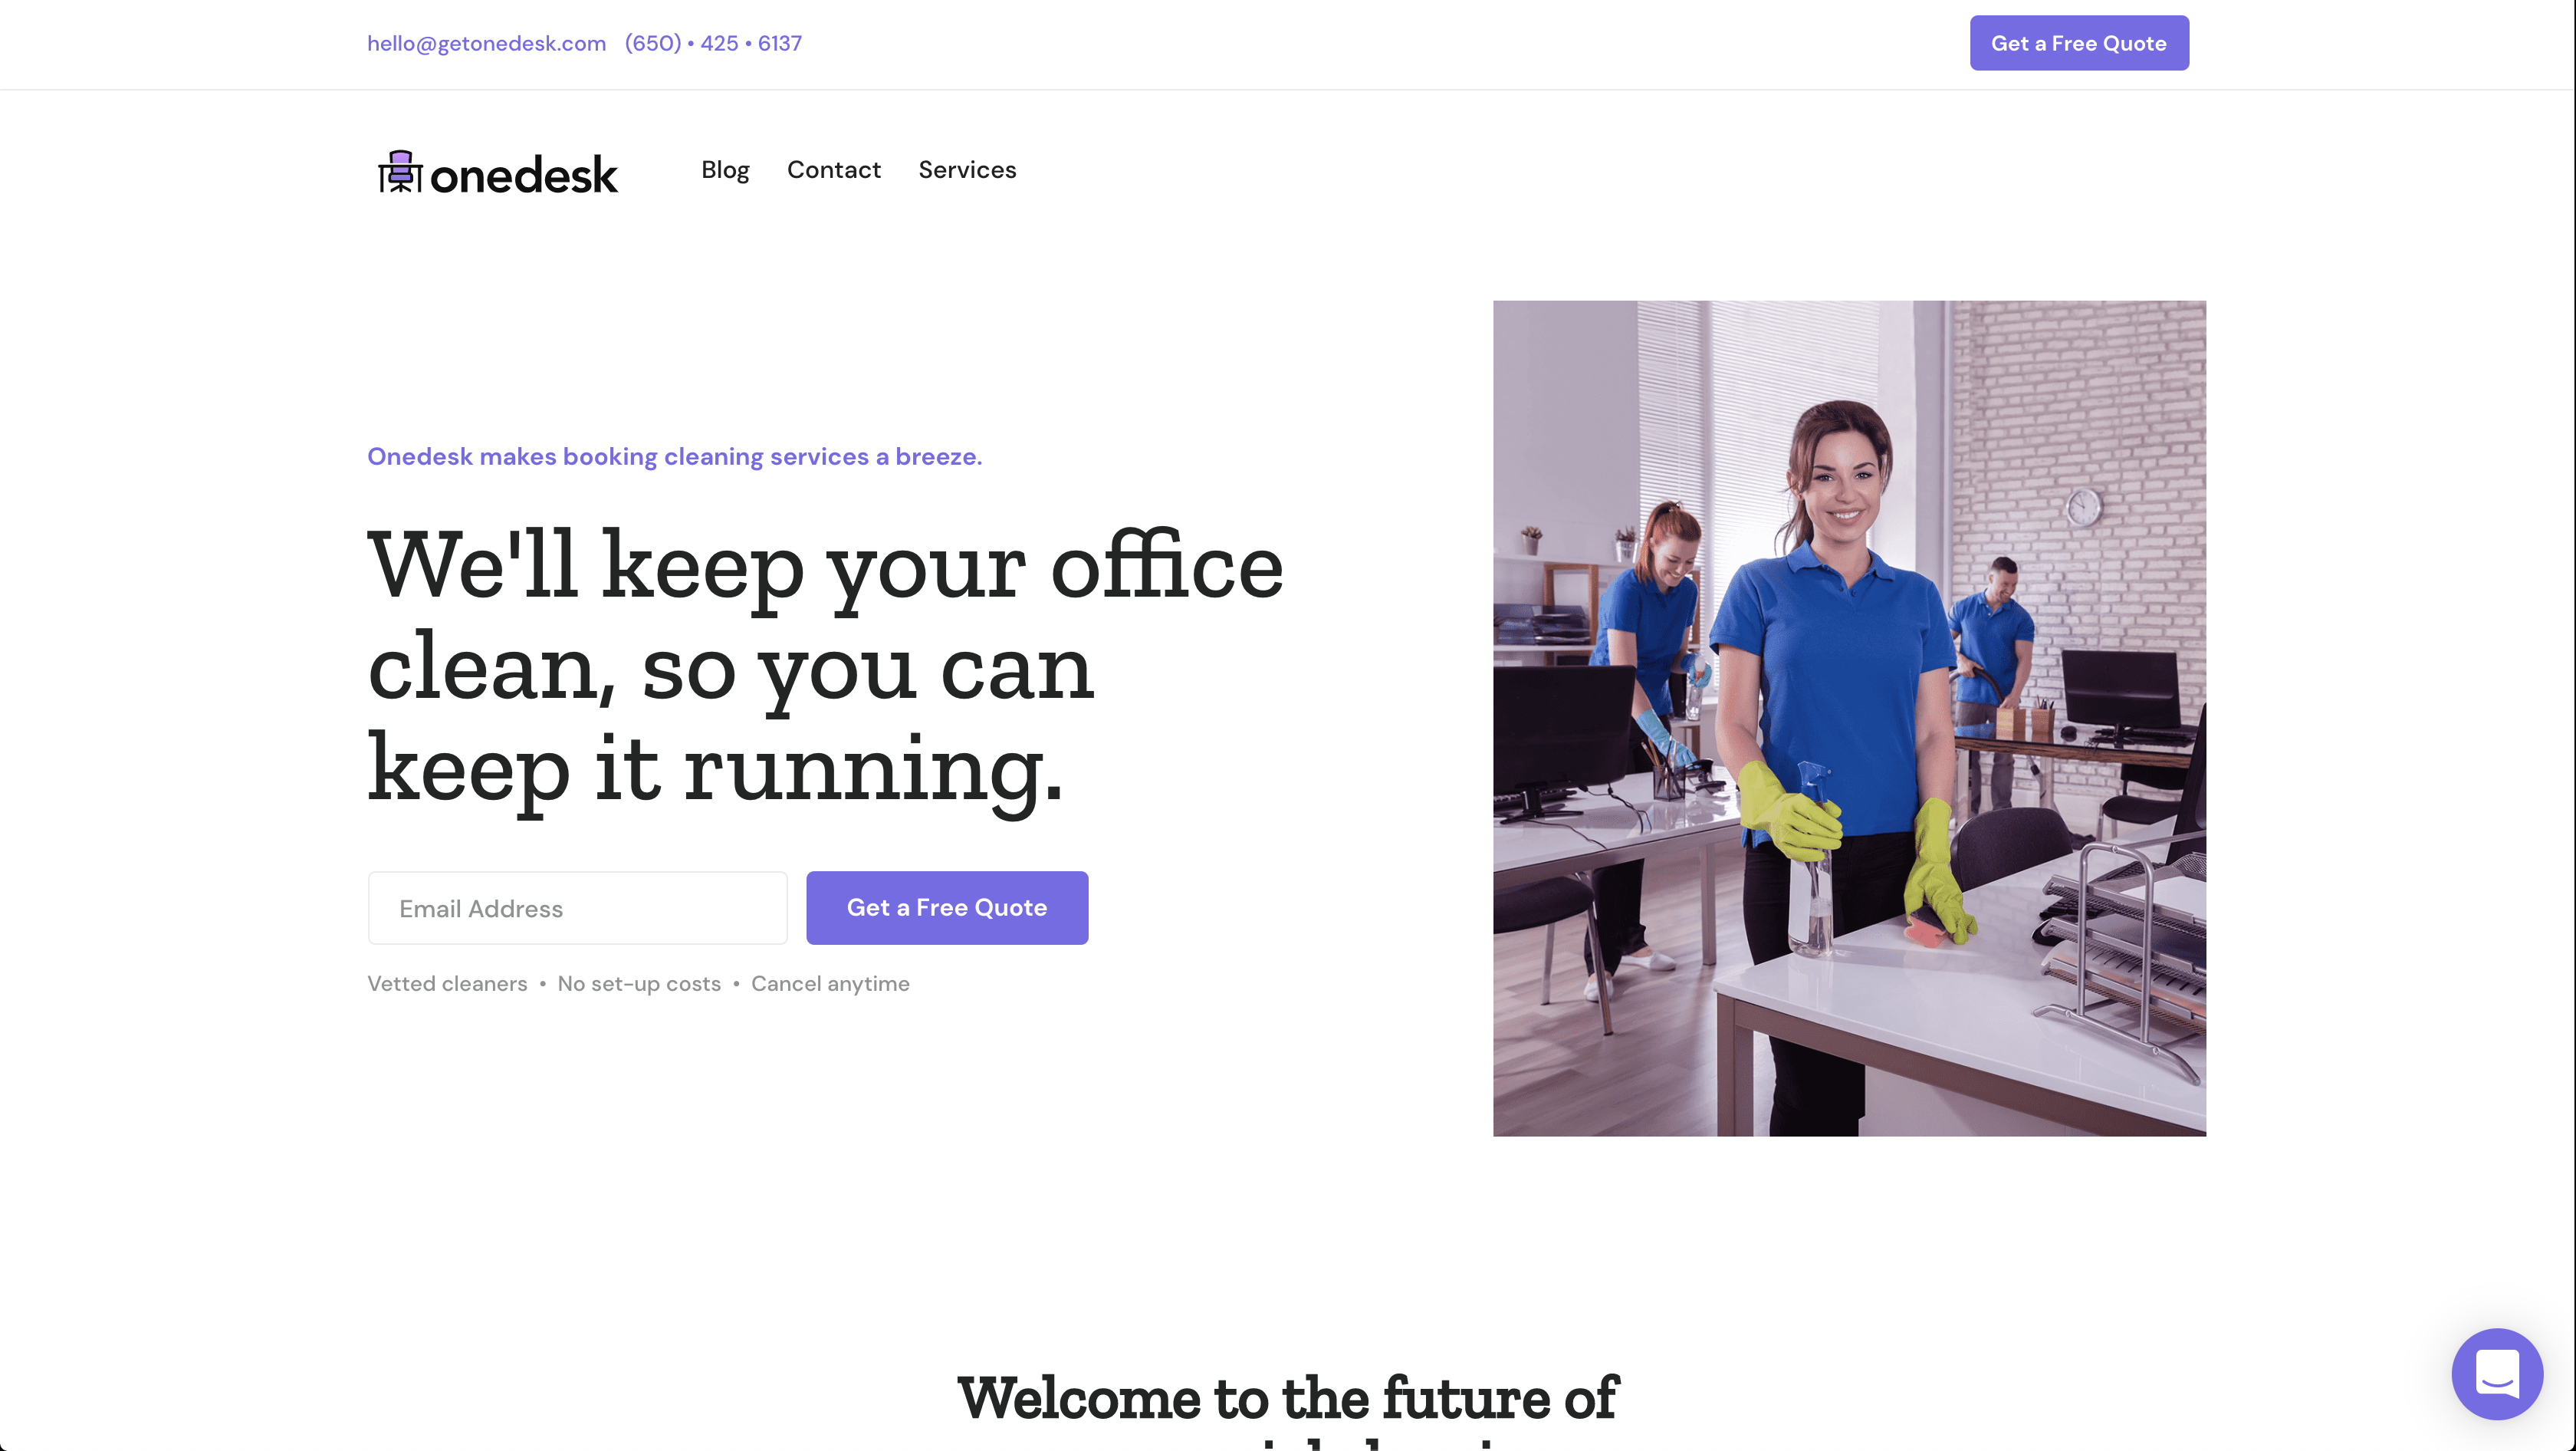 hello@getonedesk.com (650) • 425 • 6137
Get a Free Quote
onedesk
Blog
Contact
Services
Onedesk makes booking cleaning services a breeze.
We'll keep your office
clean, so you can
keep it running.
Email Address
Get a Free Quote
Vetted cleaners • No set-up costs • Cancel anytime
Welcome to the future of